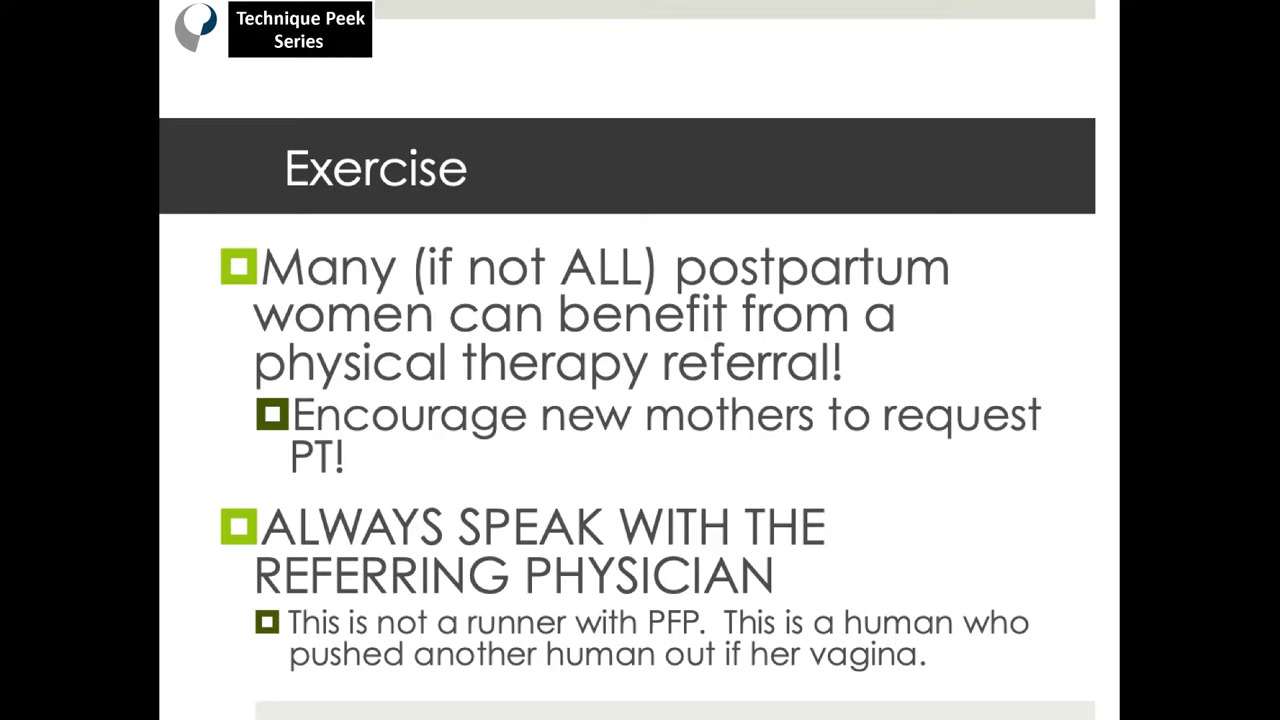 Technique Peek
Series
Exercise
Many (if not ALL) postpartum
women can benefit from a
physical therapy referral!
Encourage new mothers to request
PT!
ALWAYS SPEAK WITH THE
REFERRING PHYSICIAN
This is not a runner with PFP.  This is a human who
pushed another human out if her vagina.